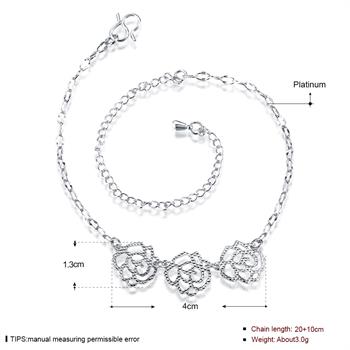 Platinum
1.3cm
4cm
Chain length: 20+10cm
Weight: About3.0g
TIPS:manual measuring permissible error